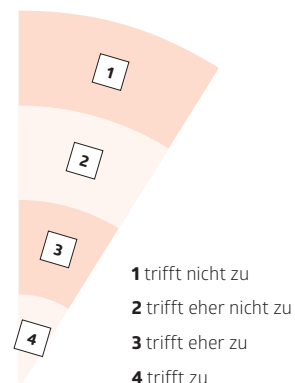 1
2
3
4
1 trifft nicht zu
2 trifft eher nicht zu
3 trifft eher zu
4 trifft zu